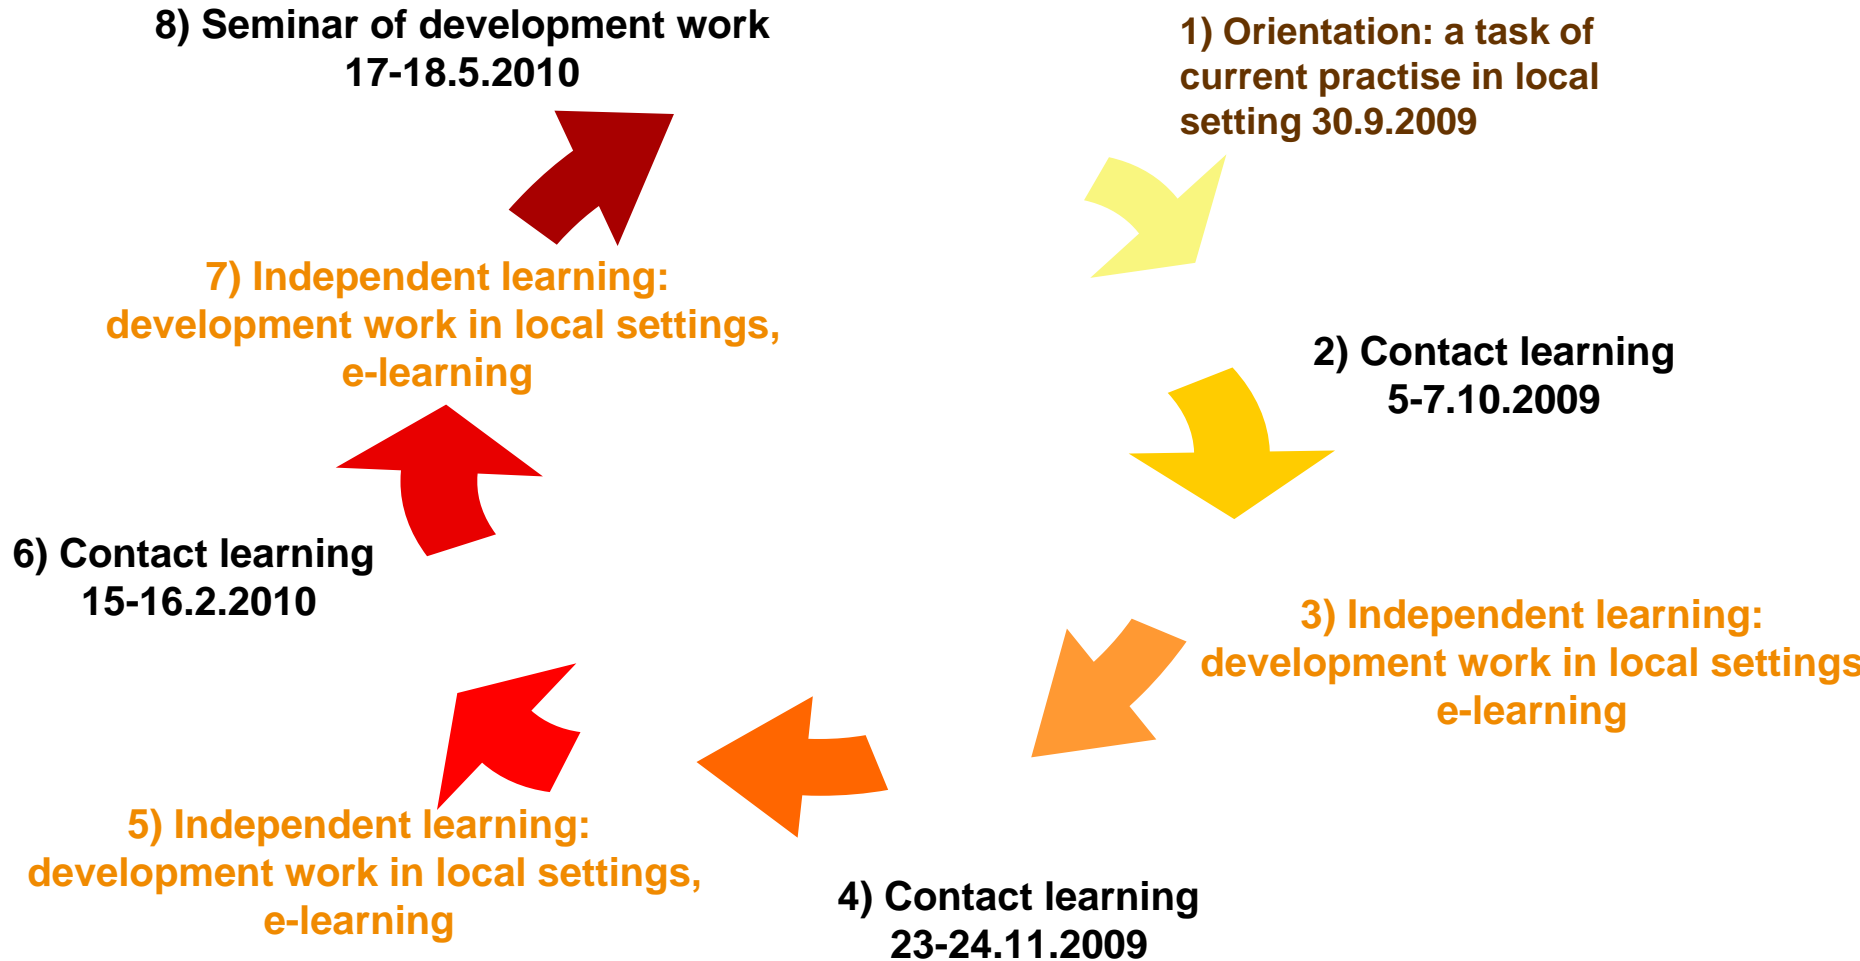 8) Seminar of development work
17-18.5.2010
1) Orientation: a task of
current practise in local
setting 30.9.2009
7) Independent learning:
development work in local settings,
e-learning
2) Contact learning
5-7.10.2009
6) Contact learning
15-16.2.2010
3) Independent learning:
development work in local settings
e-learning
5) Independent learning:
development work in local settings,
e-learning
4) Contact learning
23-24.11.2009